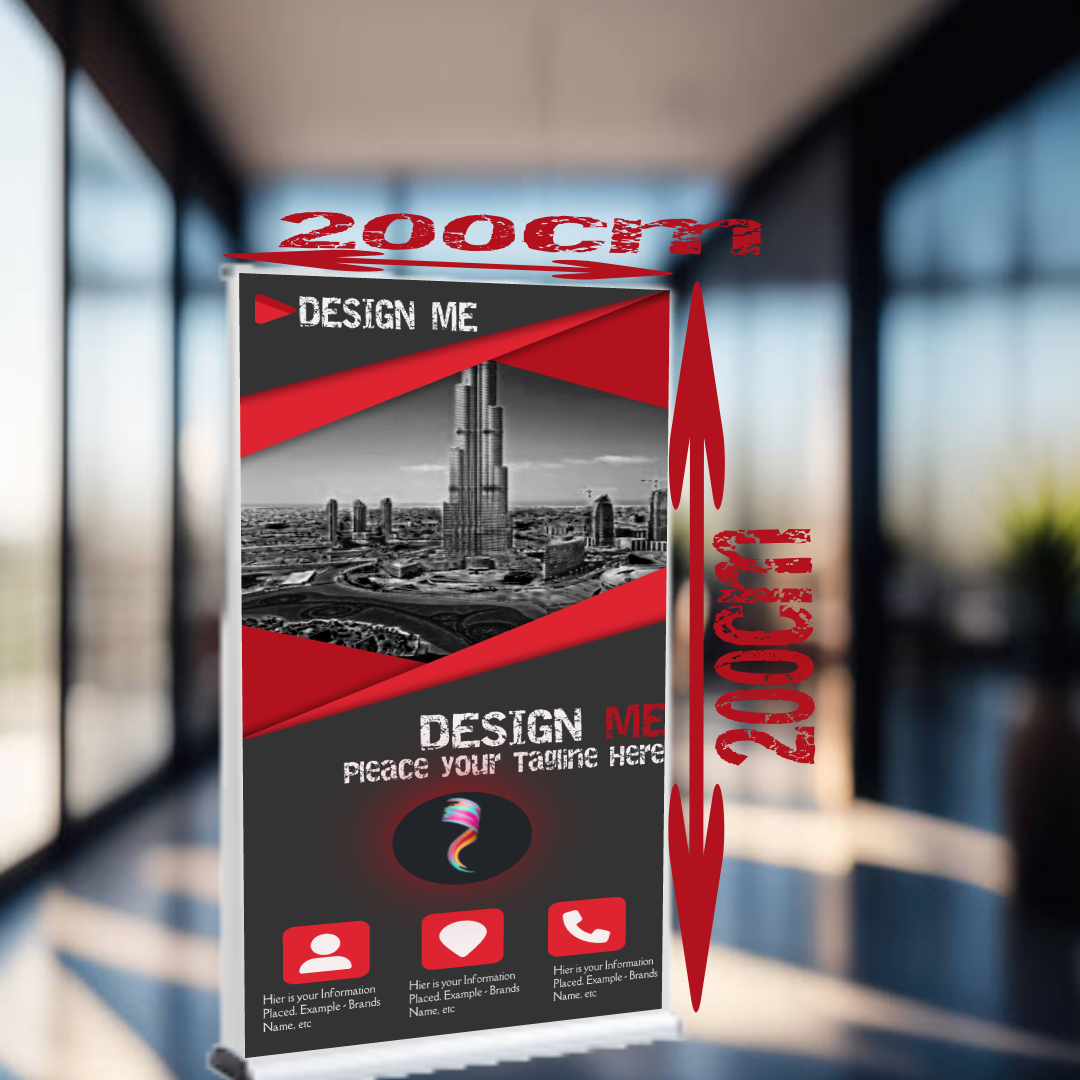 200cm
DESIGN ME
200cm
DESIGN ME
Pleace your Tagline Here
Hier is your Information
Placed. Example - Brands
Name, etc
Hier is your Information
Placed. Example - Brands
Name, etc
Hier is your Information
Placed. Example - Brands
Name, etc